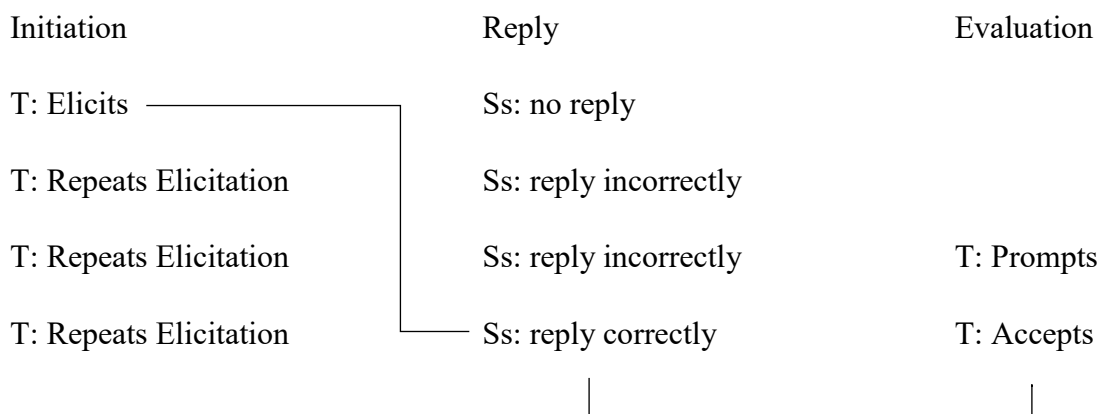 Initiation Reply Evaluation
T: Elicits Ss: no reply
T: Repeats Elicitation Ss: reply incorrectly
T: Repeats Elicitation Ss: reply incorrectly T: Prompts
T: Repeats Elicitation Ss: reply correctly T: Accepts